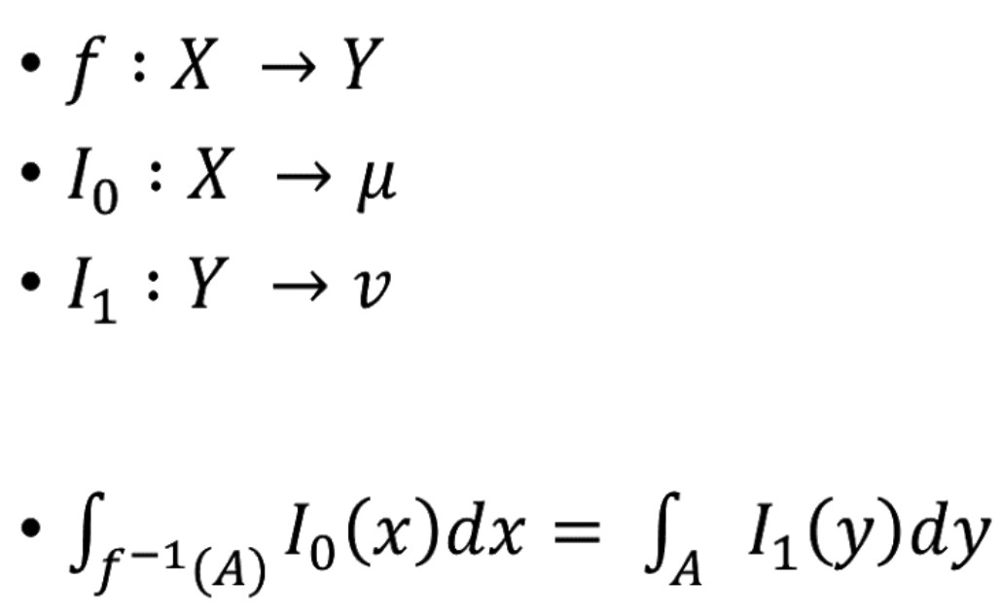 • f : X → Y
• I₀ : X → μ
• I₁ : Y → v
• ∫_{f⁻¹(A)} I₀(x)dx = ∫_A I₁(y)dy